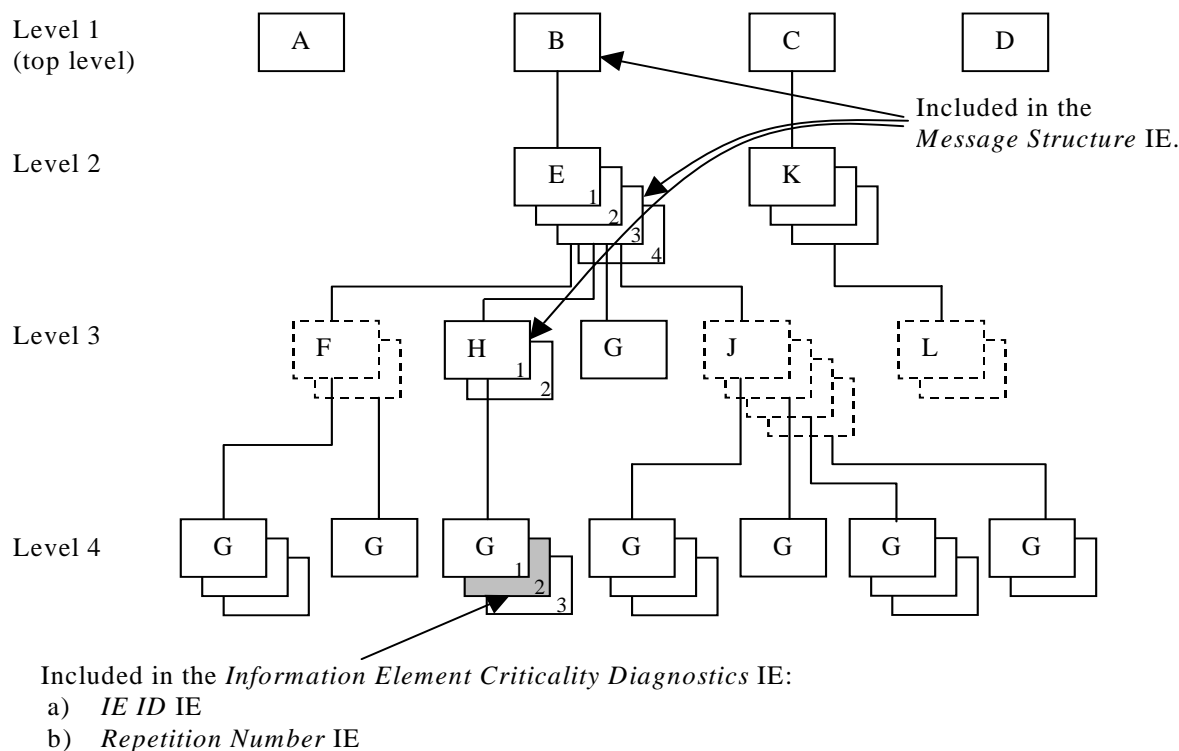 Level 1
(top level)
A
B
C
D
Included in the
Message Structure IE.
Level 2
E
1
2
3
4
K
Level 3
F
H
1
2
G
J
L
Level 4
G
G
G
1
2
3
G
G
G
G
Included in the Information Element Criticality Diagnostics IE:
a) IE ID IE
b) Repetition Number IE